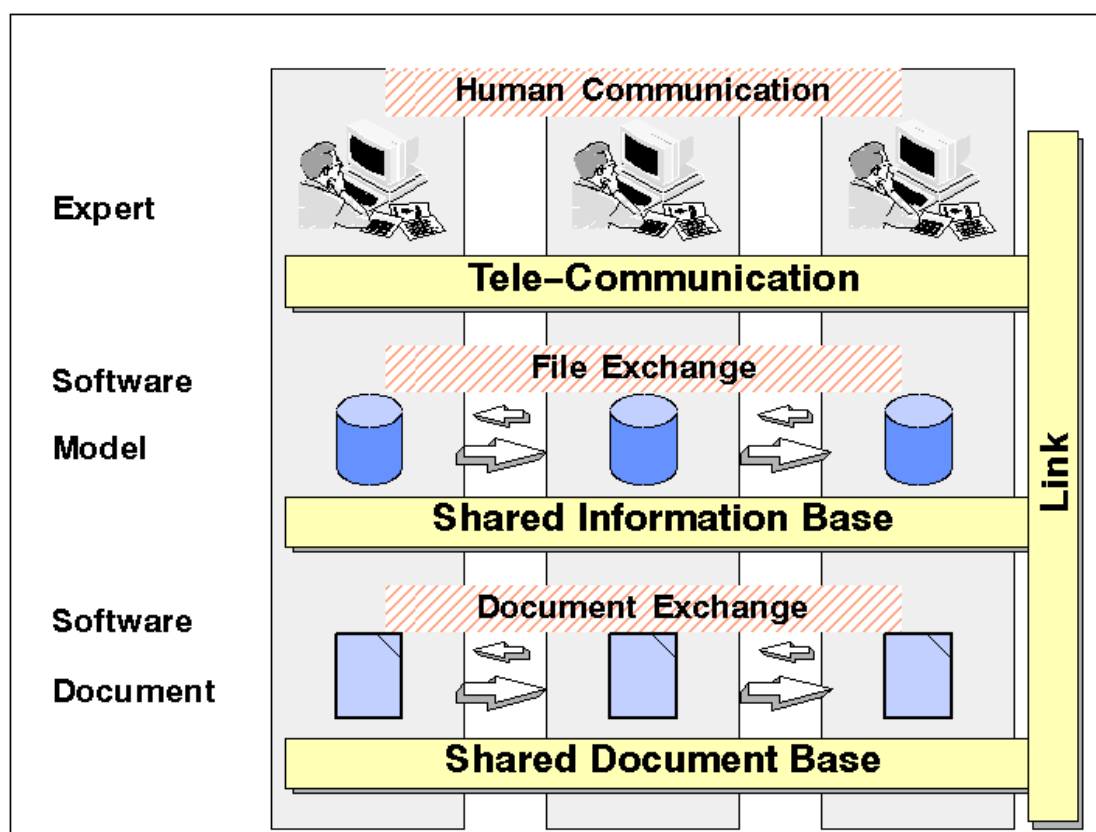 Human Communication
Expert
Tele-Communication
File Exchange
Software
Model
Shared Information Base
Link
Document Exchange
Software
Document
Shared Document Base